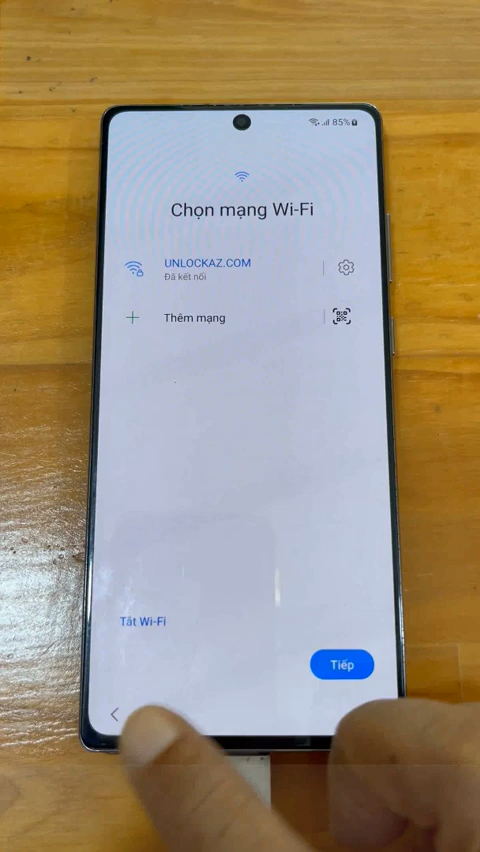 85%
Chọn mạng Wi-Fi
UNLOCKAZ.COM
Đã kết nối
Thêm mạng
Tắt Wi-Fi
Tiếp